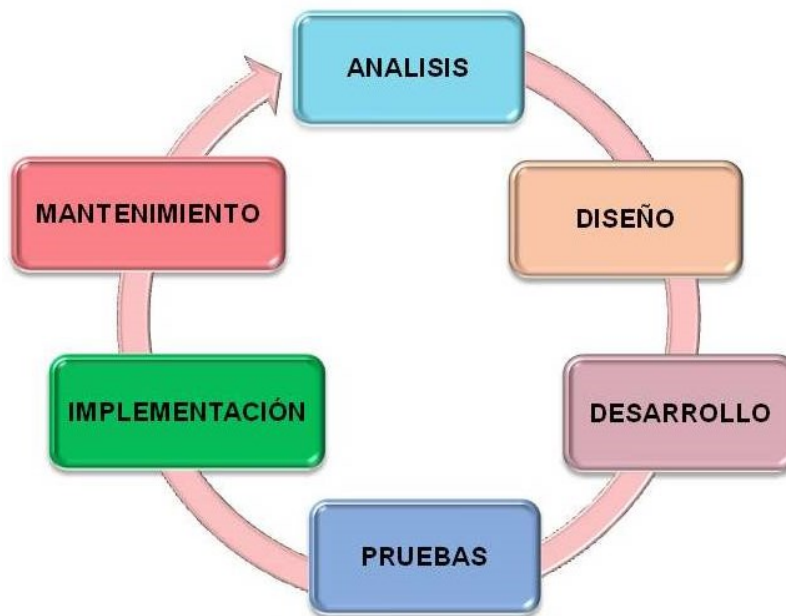 ANALISIS
DISEÑO
DESARROLLO
PRUEBAS
IMPLEMENTACIÓN
MANTENIMIENTO